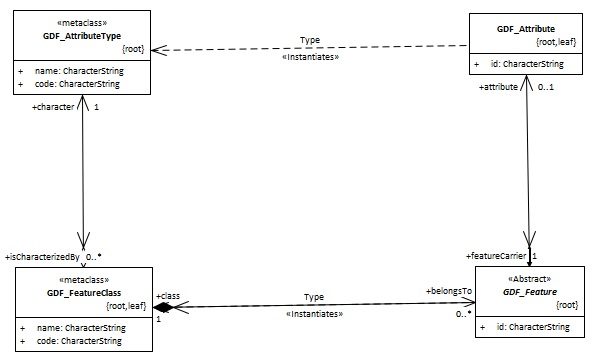 «metaclass»
GDF_AttributeType
{root}
+ name: CharacterString
+ code: CharacterString
Type
«Instantiates»
GDF_Attribute
{root,leaf}
+ id: CharacterString
+character 1
+attribute 0..1
+isCharacterizedBy 0..*
+featureCarrier 1
«metaclass»
GDF_FeatureClass
{root,leaf}
+ name: CharacterString
+ code: CharacterString
+class
1
Type
«Instantiates»
+belongsTo
0..*
«Abstract»
GDF_Feature
{root}
+ id: CharacterString